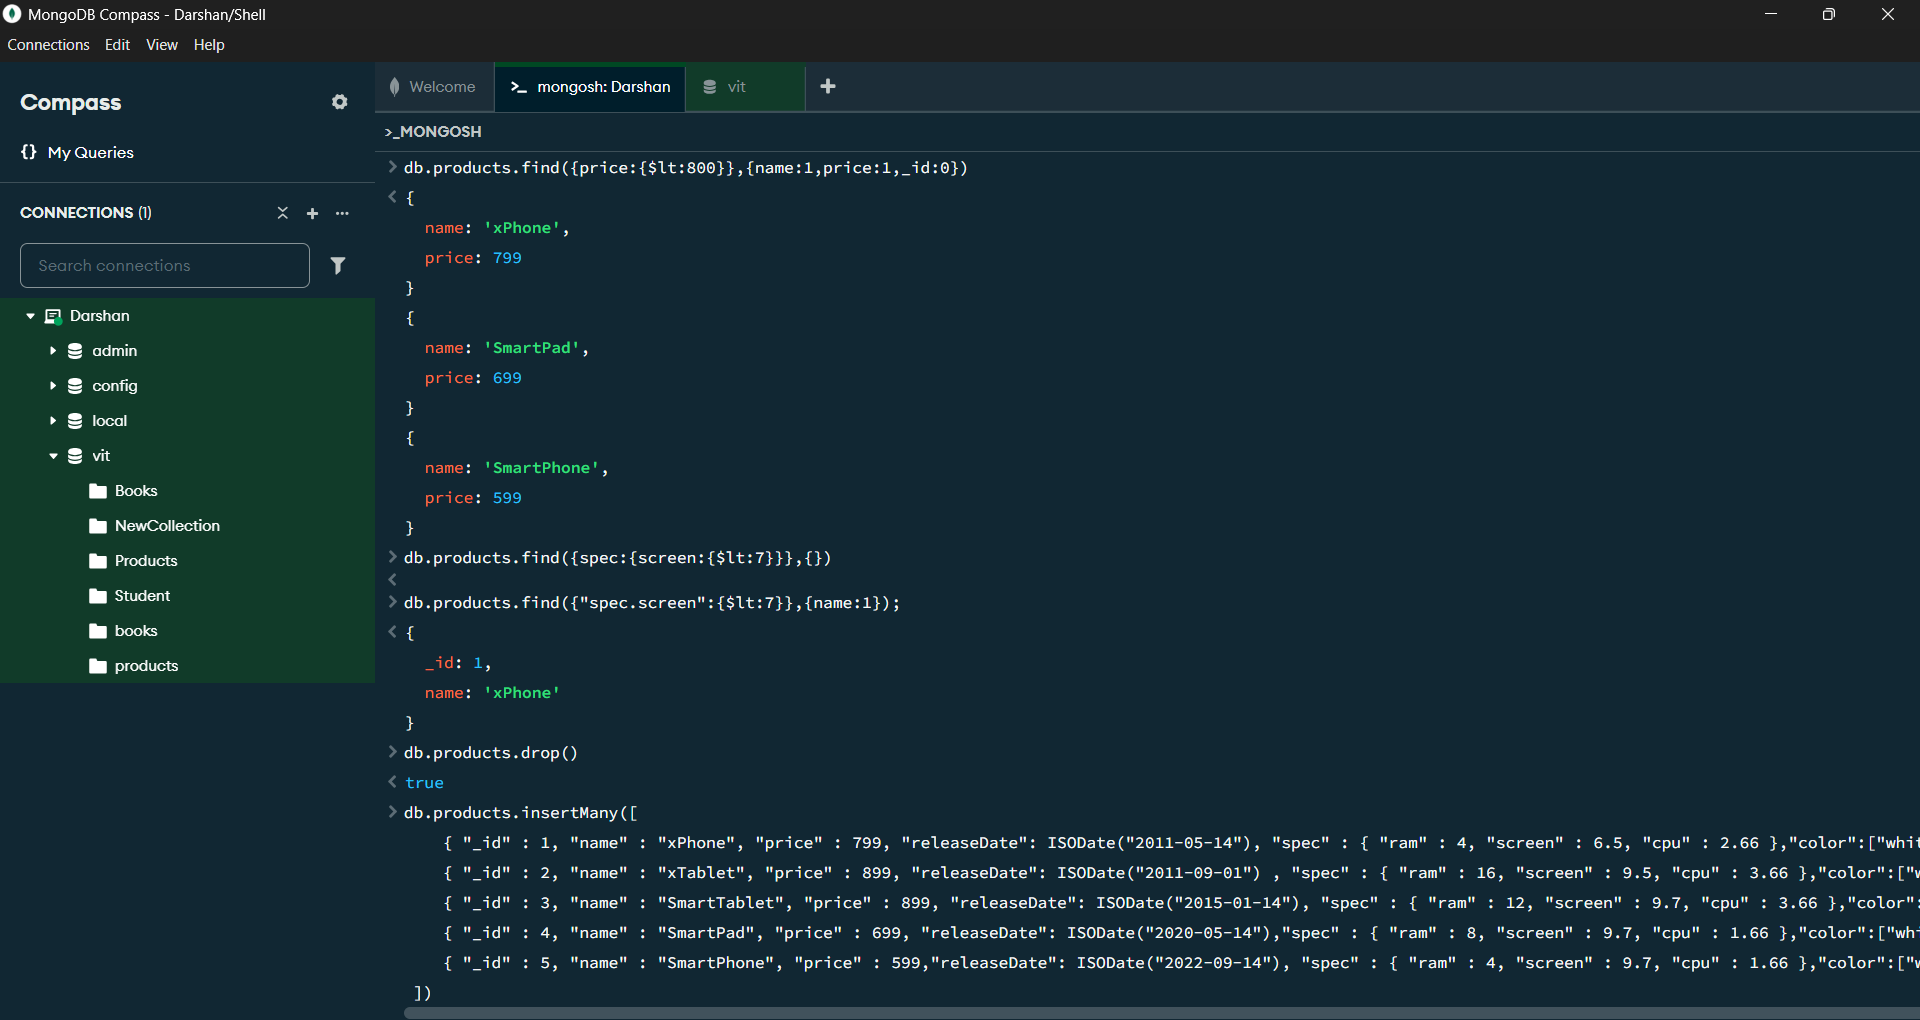 MongoDB Compass - Darshan/Shell
Connections Edit View Help
Compass
My Queries
CONNECTIONS (1)
Search connections
Darshan
admin
config
local
vit
Books
NewCollection
Products
Student
books
products
Welcome
>_ mongosh: Darshan
vit
>_MONGOSH
> db.products.find({price:{$lt:800}},{name:1,price:1,_id:0})
< {
name: 'xPhone',
price: 799
}
{
name: 'SmartPad',
price: 699
}
{
name: 'SmartPhone',
price: 599
}
> db.products.find({spec:{screen:{$lt:7}}},{})
<
> db.products.find({"spec.screen":{$lt:7}},{name:1});
< {
_id: 1,
name: 'xPhone'
}
> db.products.drop()
< true
> db.products.insertMany([
{ "_id" : 1, "name" : "xPhone", "price" : 799, "releaseDate": ISODate("2011-05-14"), "spec" : { "ram" : 4, "screen" : 6.5, "cpu" : 2.66 },"color":["whit
{ "_id" : 2, "name" : "xTablet", "price" : 899, "releaseDate": ISODate("2011-09-01") , "spec" : { "ram" : 16, "screen" : 9.5, "cpu" : 3.66 },"color":["w
{ "_id" : 3, "name" : "SmartTablet", "price" : 899, "releaseDate": ISODate("2015-01-14"), "spec" : { "ram" : 12, "screen" : 9.7, "cpu" : 3.66 },"color":
{ "_id" : 4, "name" : "SmartPad", "price" : 699, "releaseDate": ISODate("2020-05-14"),"spec" : { "ram" : 8, "screen" : 9.7, "cpu" : 1.66 },"color":["whi
{ "_id" : 5, "name" : "SmartPhone", "price" : 599,"releaseDate": ISODate("2022-09-14"), "spec" : { "ram" : 4, "screen" : 9.7, "cpu" : 1.66 },"color":["w
])